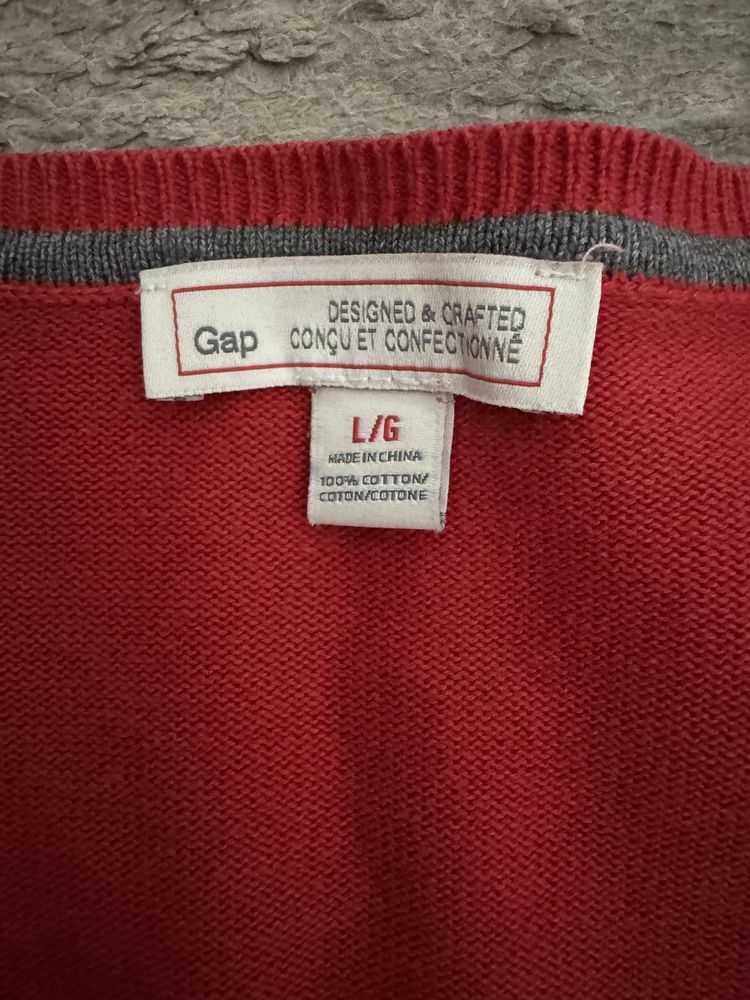 Gap
DESIGNED & CRAFTED
CONÇU ET CONFECTIONNÉ
L/G
MADE IN CHINA
100% COTTON/
COTON/COTONE